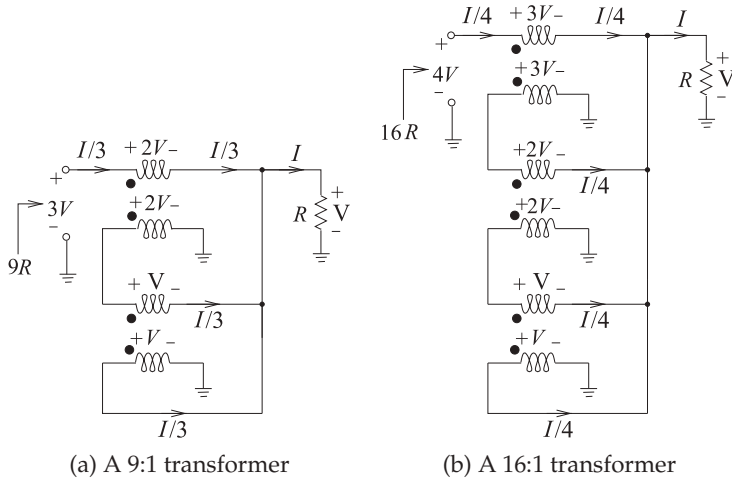 I/4
+ 3V –
I/4
I
+
4V
–
16R
+ 3V –
R
+
V
–
+ 2V –
I/4
+ 2V –
+ V –
I/4
+ V –
I/4
I/3
+ 2V –
I/3
I
+
3V
–
9R
+ 2V –
R
+
V
–
+ V –
I/3
+ V –
I/3
(a) A 9:1 transformer
(b) A 16:1 transformer